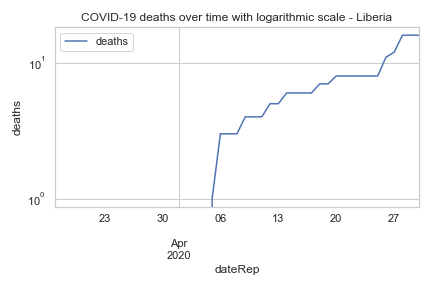 COVID-19 deaths over time with logarithmic scale - Liberia
deaths
10¹
deaths
10⁰
23 30 06 13 20 27
Apr
2020
dateRep